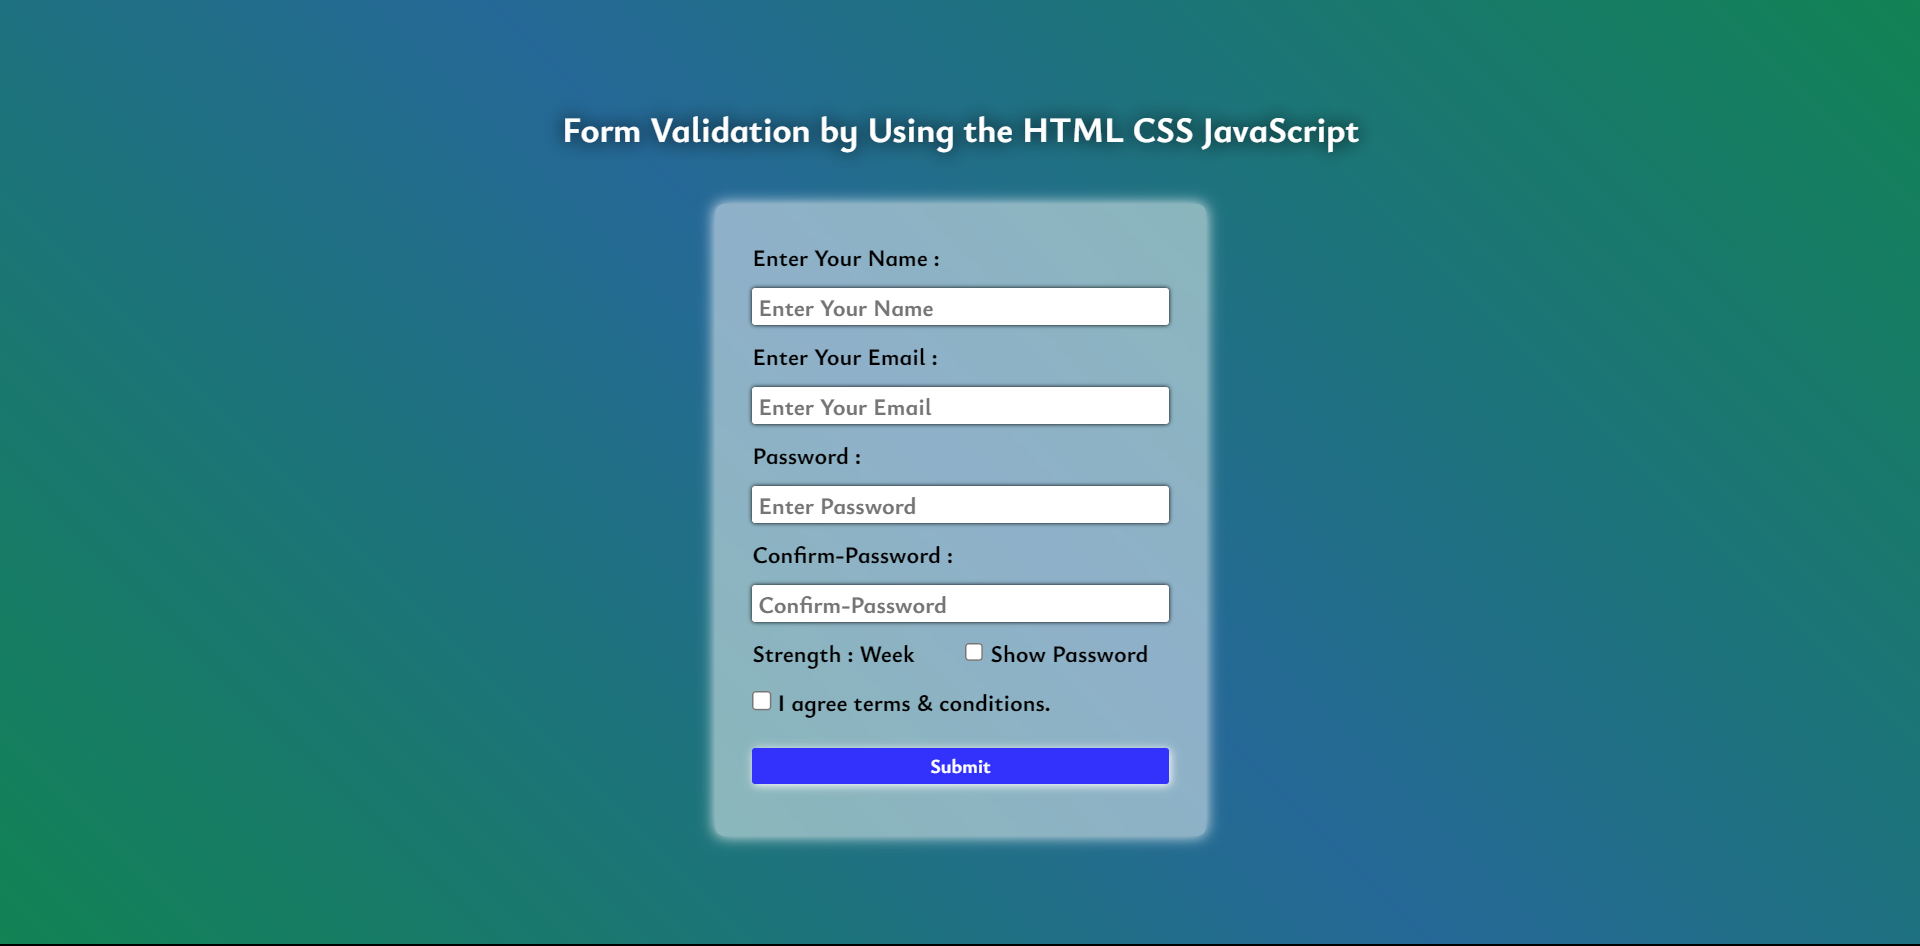 Form Validation by Using the HTML CSS JavaScript
Enter Your Name :
Enter Your Name
Enter Your Email :
Enter Your Email
Password :
Enter Password
Confirm-Password :
Confirm-Password
Strength : Week Show Password
I agree terms & conditions.
Submit